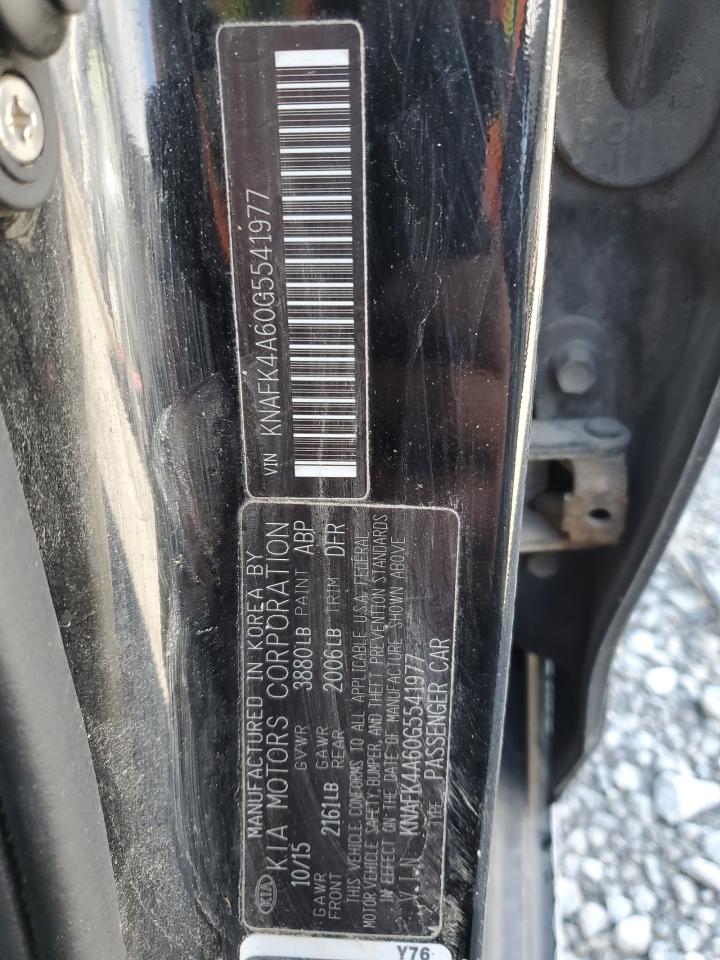 VIN KNAFK4A60G5541977
KIA
MANUFACTURED IN KOREA BY
KIA MOTORS CORPORATION
10/15 GVWR 3880LB PAINT ABP
GAWR FRONT 2161LB GAWR REAR 2006LB TRIM DFR
THIS VEHICLE CONFORMS TO ALL APPLICABLE U.S.A. FEDERAL
MOTOR VEHICLE SAFETY, BUMPER, AND THEFT PREVENTION STANDARDS
IN EFFECT ON THE DATE OF MANUFACTURE SHOWN ABOVE
V.I.N. KNAFK4A60G5541977
TYPE PASSENGER CAR
Y76